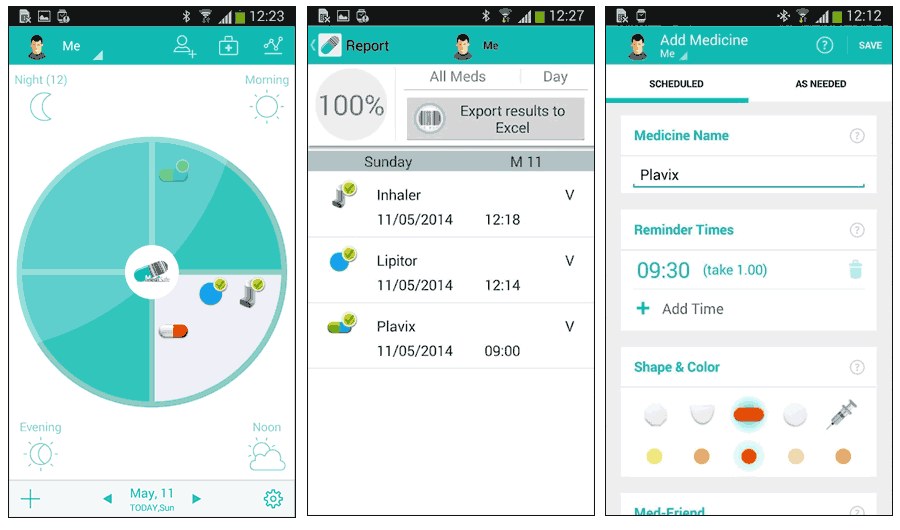 12:23
Me
Night (12)
Morning
MediSafe
Evening
Noon
May, 11
TODAY,Sun
12:27
Report
Me
100%
All Meds
Day
Export results to
Excel
Sunday
M 11
Inhaler
V
11/05/2014
12:18
Lipitor
V
11/05/2014
12:14
Plavix
V
11/05/2014
09:00
12:12
Add Medicine
Me
?
SAVE
SCHEDULED
AS NEEDED
Medicine Name
?
Plavix
Reminder Times
?
09:30 (take 1.00)
+ Add Time
Shape & Color
?
Med-Friend
?